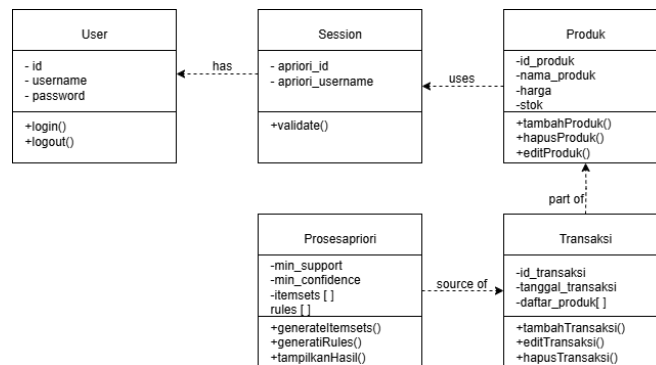 User
- id
- username
- password
+login()
+logout()
has
Session
- apriori_id
- apriori_username
+validate()
uses
Produk
-id_produk
-nama_produk
-harga
-stok
+tambahProduk()
+hapusProduk()
+editProduk()
part of
Prosesapriori
-min_support
-min_confidence
-itemsets [ ]
rules [ ]
+generateItemsets()
+generatiRules()
+tampilkanHasil()
source of
Transaksi
-id_transaksi
-tanggal_transaksi
-daftar_produk[ ]
+tambahTransaksi()
+editTransaksi()
+hapusTransaksi()